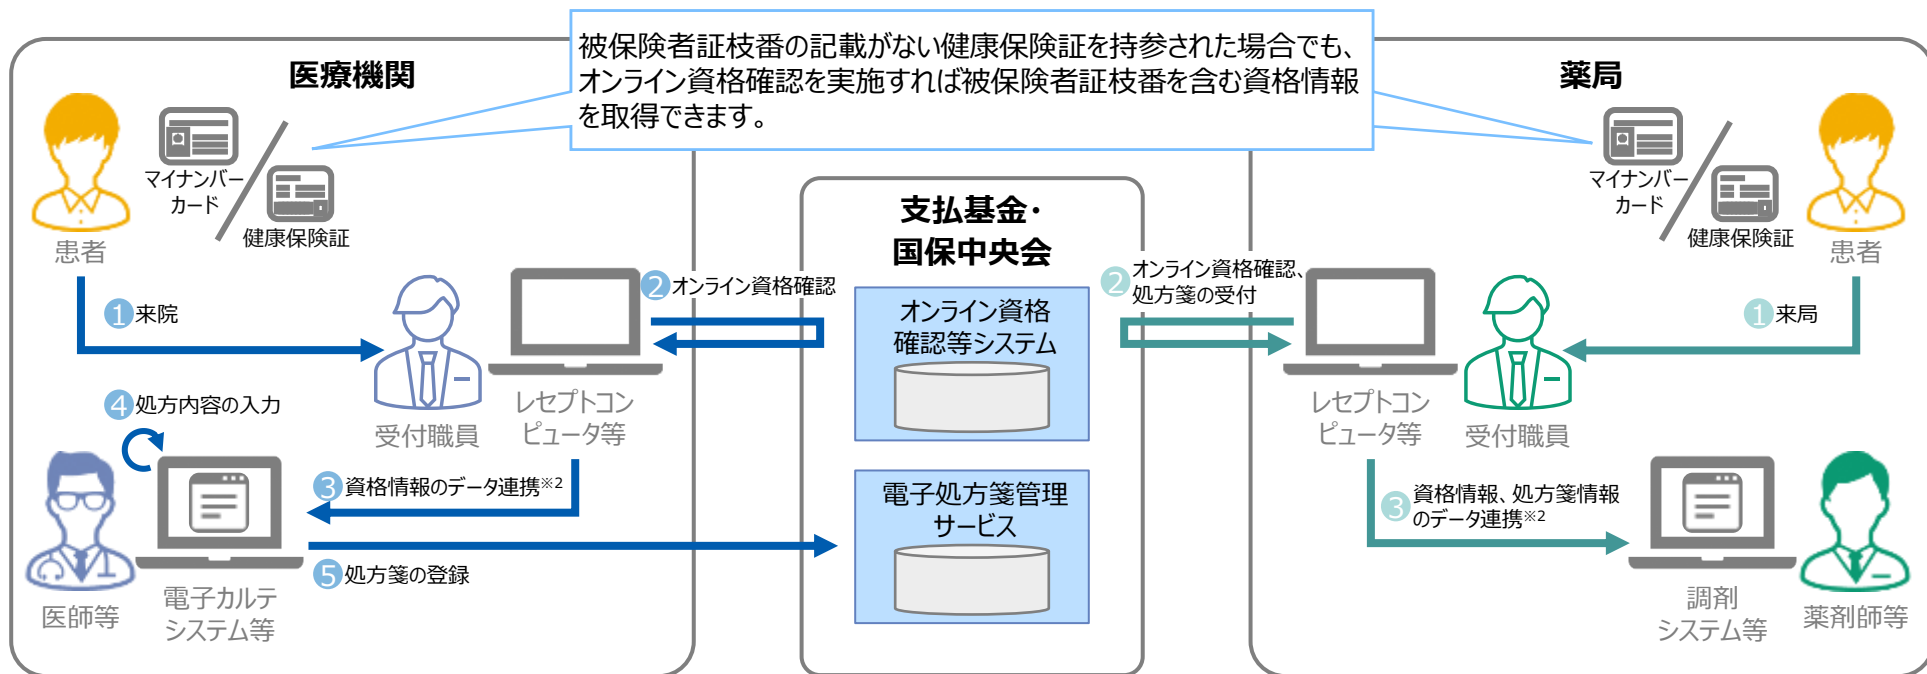 被保険者証枝番の記載がない健康保険証を持参された場合でも、
オンライン資格確認を実施すれば被保険者証枝番を含む資格情報
を取得できます。
医療機関
マイナンバー
カード
健康保険証
患者
❶来院
受付職員
レセプトコン
ピュータ等
❷オンライン資格確認
❸資格情報のデータ連携※2
❹処方内容の入力
医師等
電子カルテ
システム等
❺処方箋の登録
支払基金・
国保中央会
オンライン資格
確認等システム
電子処方箋管理
サービス
薬局
マイナンバー
カード
健康保険証
患者
❶来局
❷オンライン資格確認、
処方箋の受付
レセプトコン
ピュータ等
受付職員
❸資格情報、処方箋情報
のデータ連携※2
調剤
システム等
薬剤師等